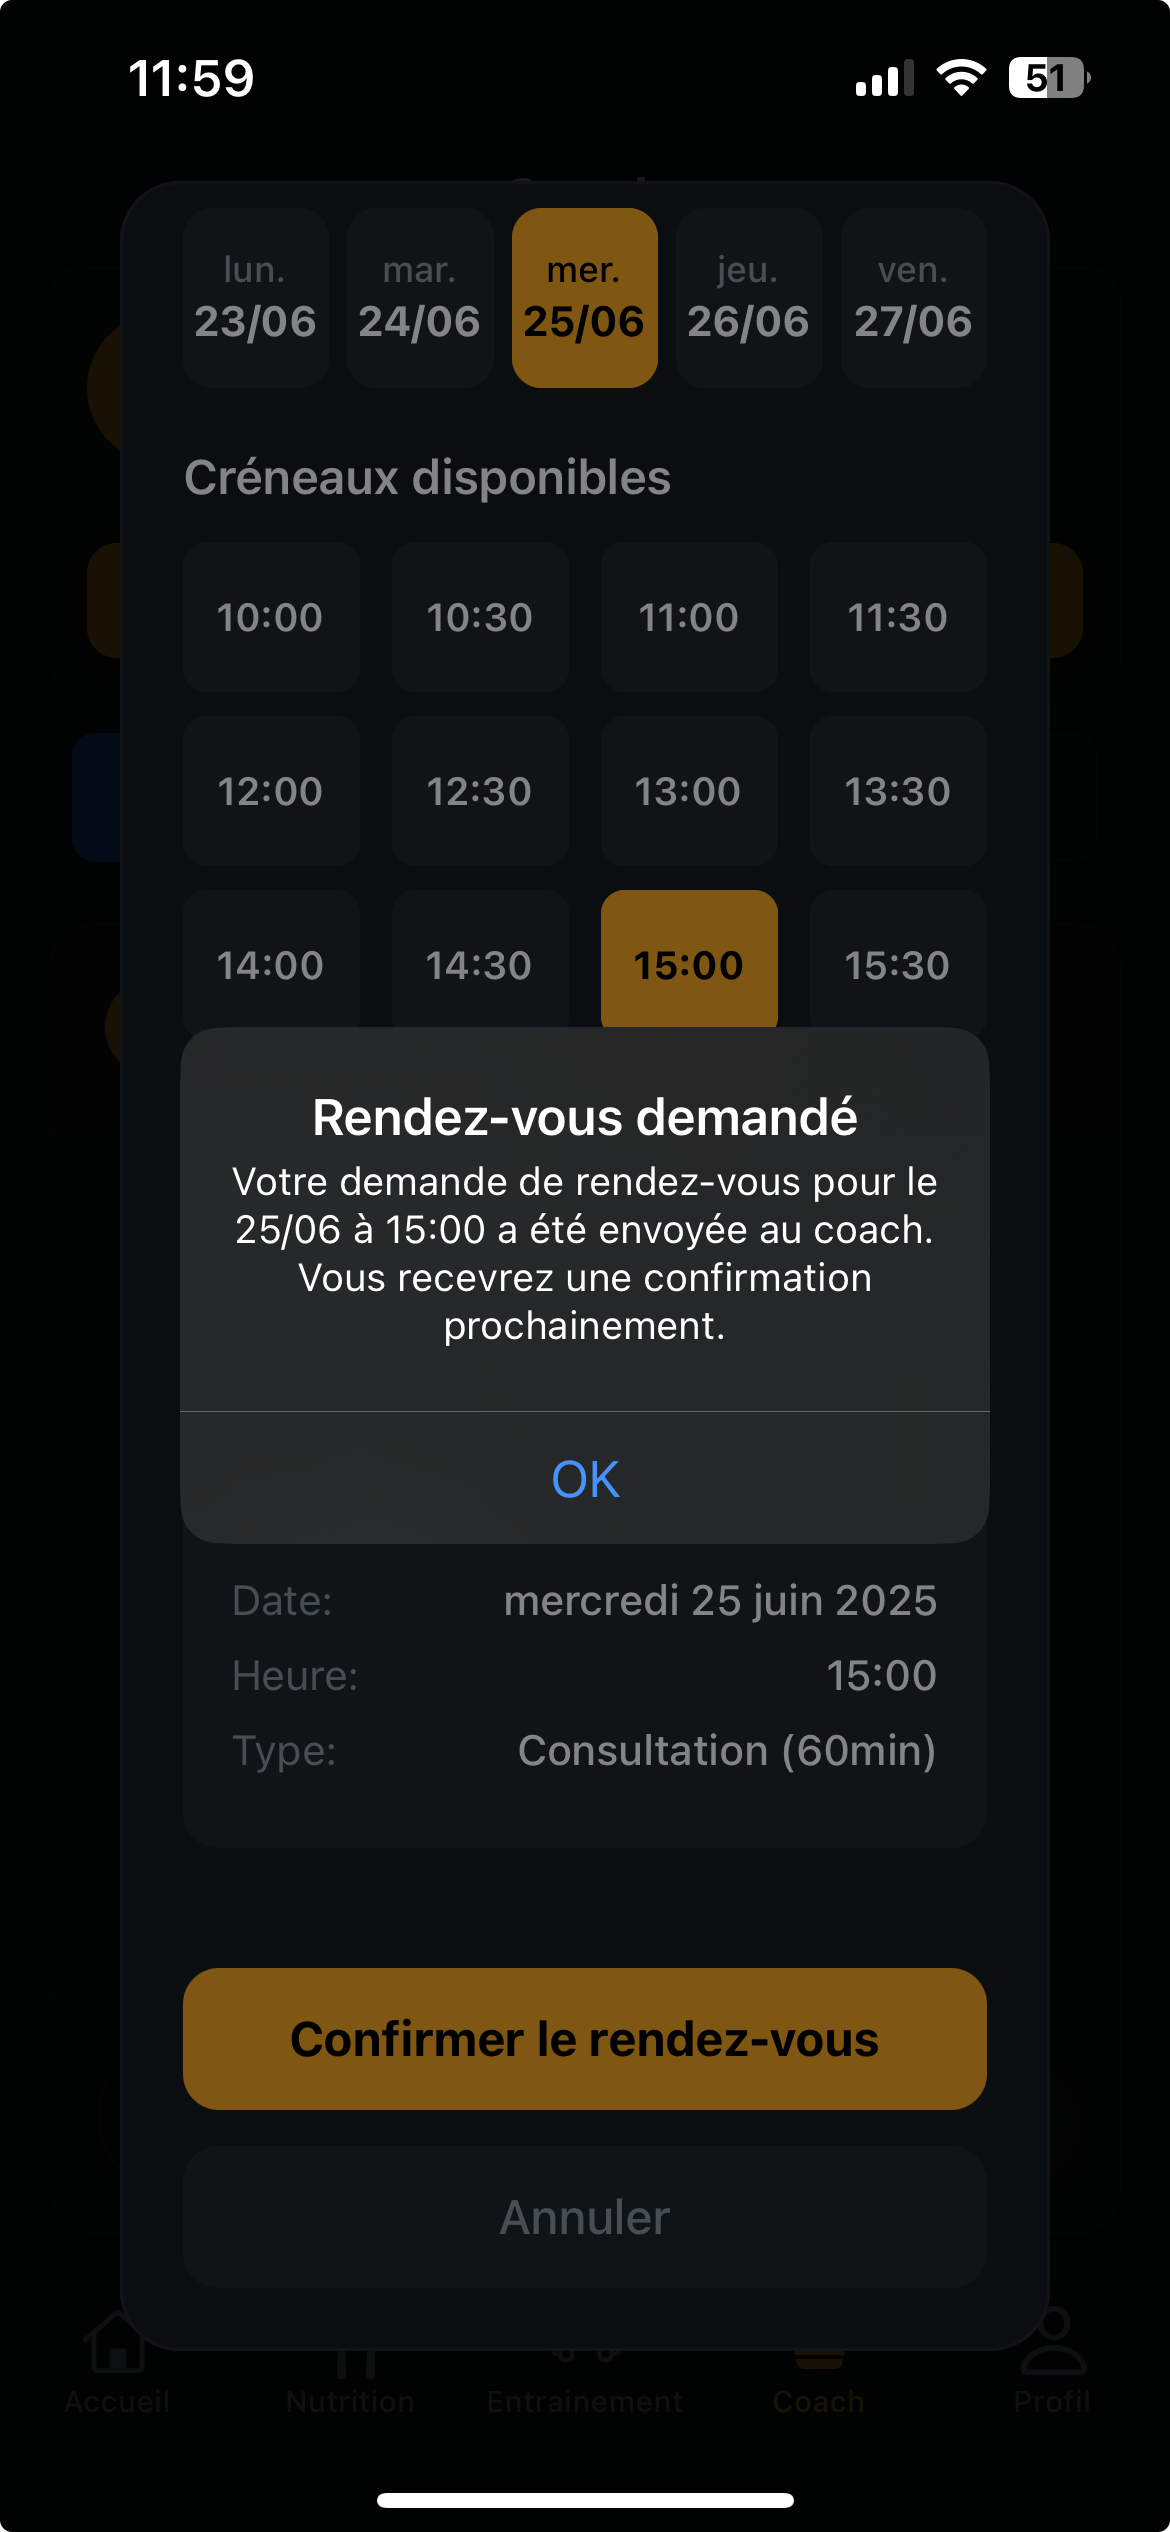 11:59
51
lun. mar. mer. jeu. ven.
23/06 24/06 25/06 26/06 27/06
Créneaux disponibles
10:00 10:30 11:00 11:30
12:00 12:30 13:00 13:30
14:00 14:30 15:00 15:30
Rendez-vous demandé
Votre demande de rendez-vous pour le
25/06 à 15:00 a été envoyée au coach.
Vous recevrez une confirmation
prochainement.
OK
Date: mercredi 25 juin 2025
Heure: 15:00
Type: Consultation (60min)
Confirmer le rendez-vous
Annuler
Accueil Nutrition Entrainement Coach Profil